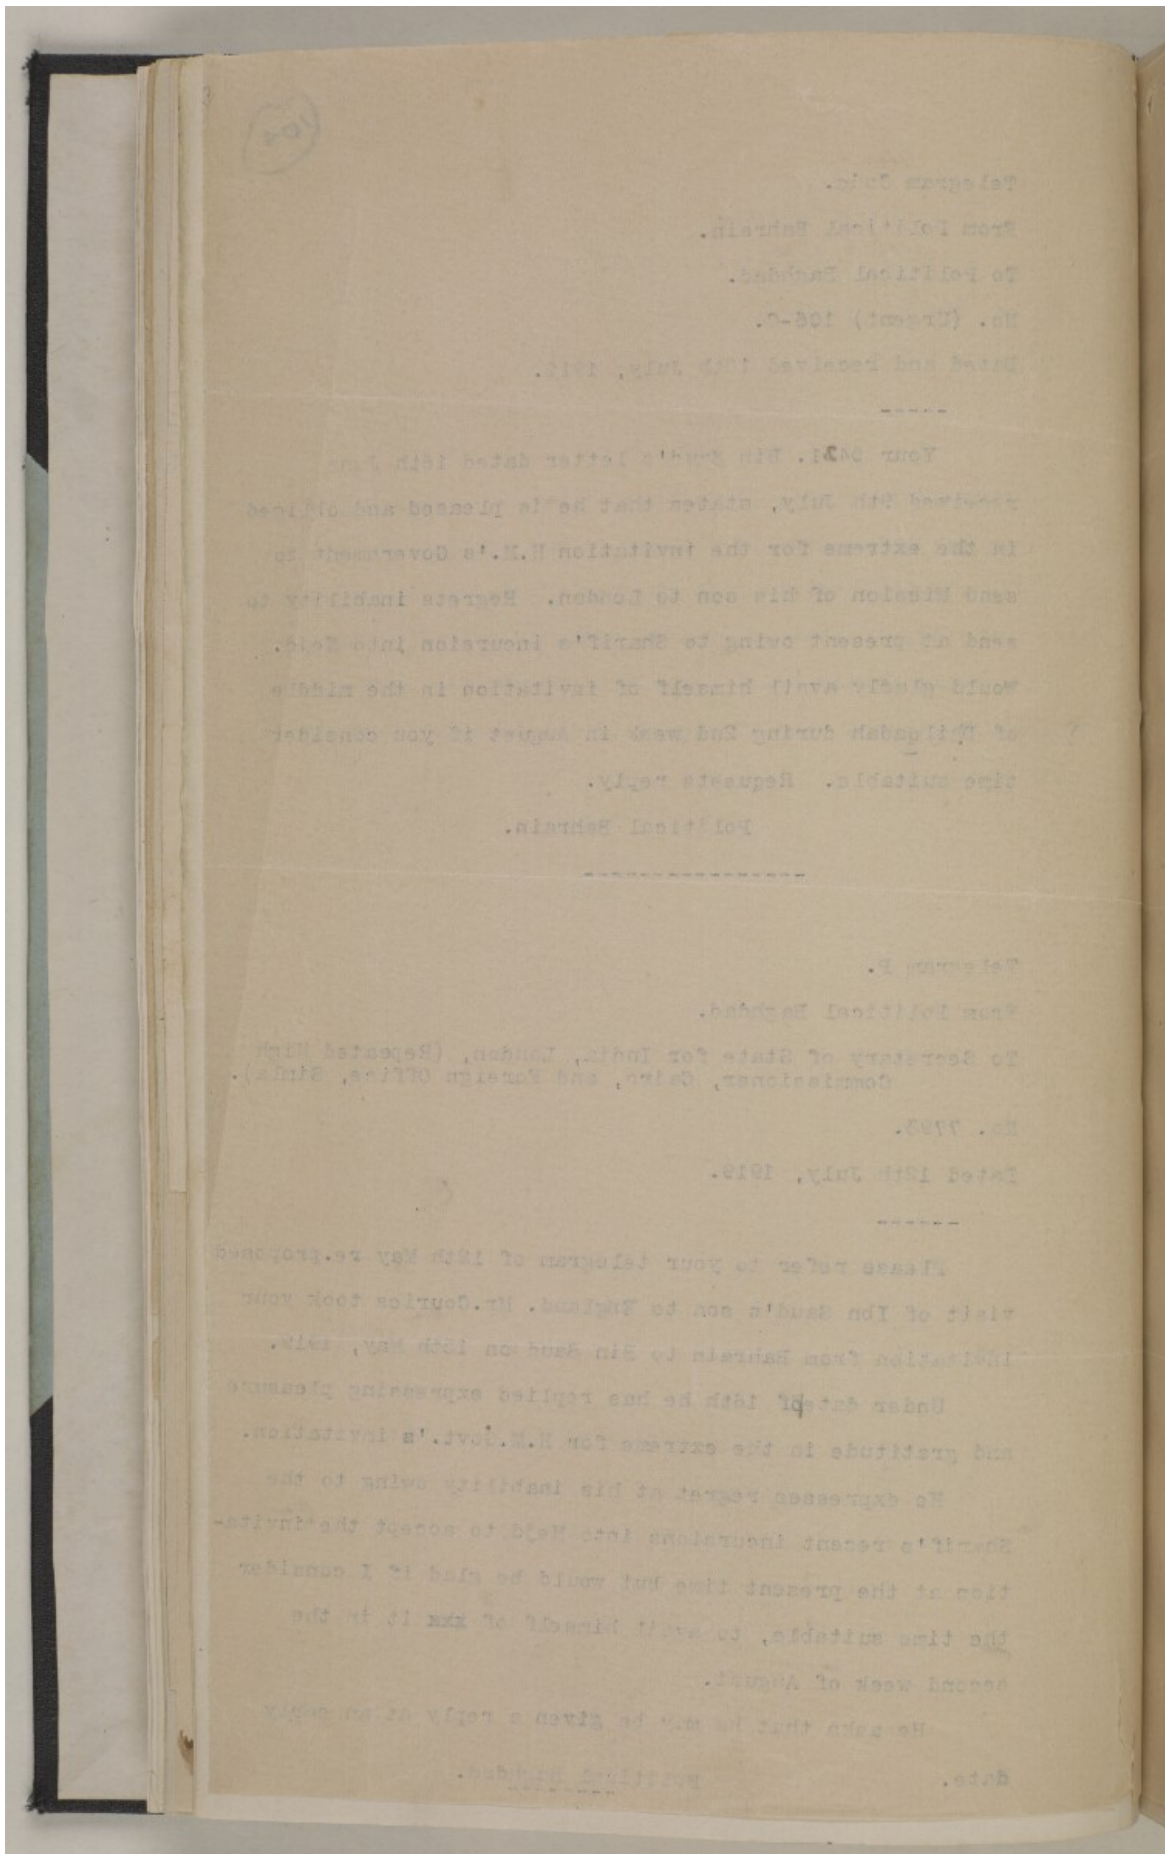 Telegram Code.
From Political Bahrain.
To Political Baghdad.
No. (Urgent) 106-C.
Dated and received 10th July, 1919.
-----
Your 5421. Bin Saud's letter dated 16th June
received 9th July, states that he is pleased and obliged
in the extreme for the invitation H.M.'s Government to
send Mission of his son to London. Regrets inability to
send at present owing to Sharif's incursion into Nejd.
Would gladly avail himself of invitation in the middle
of during 2nd week in August if you consider
time suitable. Requests reply.
Political Bahrain.
----------------
Telegram P.
From Political Baghdad.
To Secretary of State for India, London, (Repeated High
Commissioner, Cairo, and Foreign Office, Simla).
No. 7793.
Dated 12th July, 1919.
------
Please refer to your telegram of 12th May re.proposed
visit of Ibn Saud's son to England. Mr. took your
invitation from Bahrain to Bin Saud on 15th May, 1919.
Under date of 16th he has replied expressing pleasure
and gratitude in the extreme for H.M.Govt.'s invitation.
He expresses regret at his inability owing to the
Sharif's recent incursions into Nejd to accept the invita-
tion at the present time but would be glad if I consider
the time suitable, to avail himself of xxx it in the
second week of August.
He asks that he may be given a reply at an early
date. Political Baghdad.